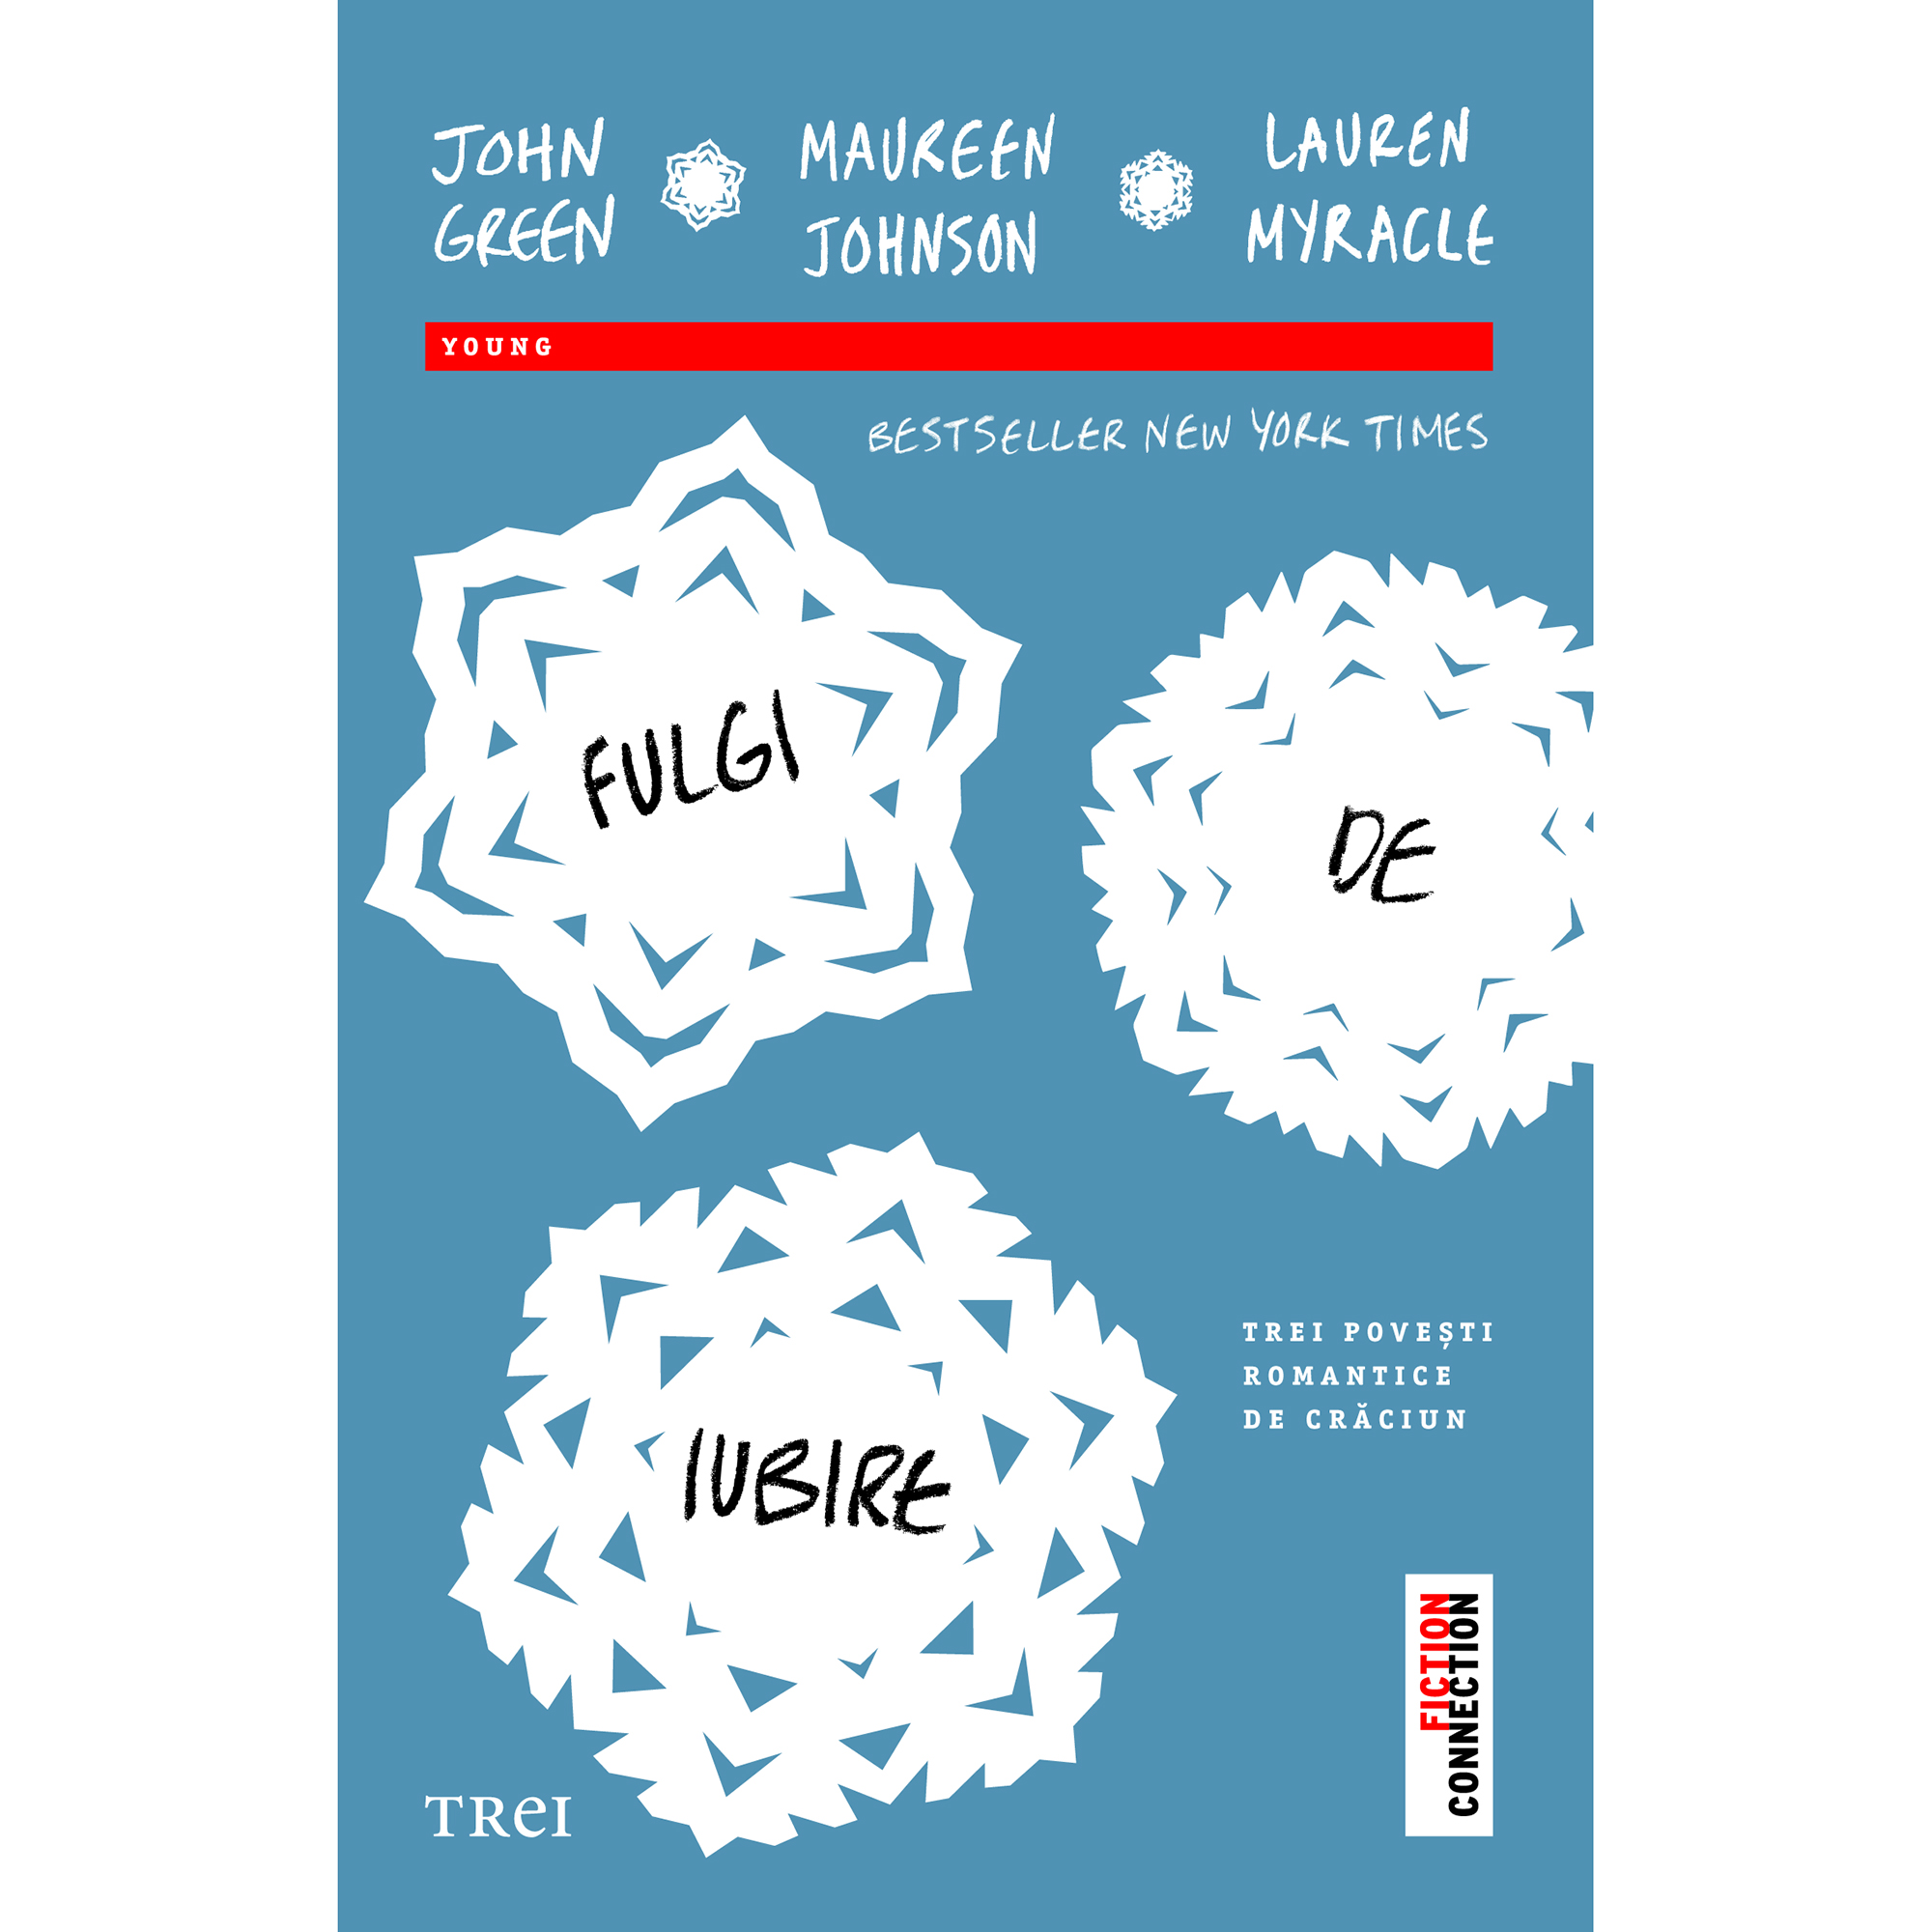 JOHN
GREEN
MAUREEN
JOHNSON
LAUREN
MYRACLE
YOUNG
BESTSELLER NEW YORK TIMES
FULGI
DE
IUBIRE
TREI POVEȘTI
ROMANTICE
DE CRĂCIUN
FICTION
CONNECTION
TReI